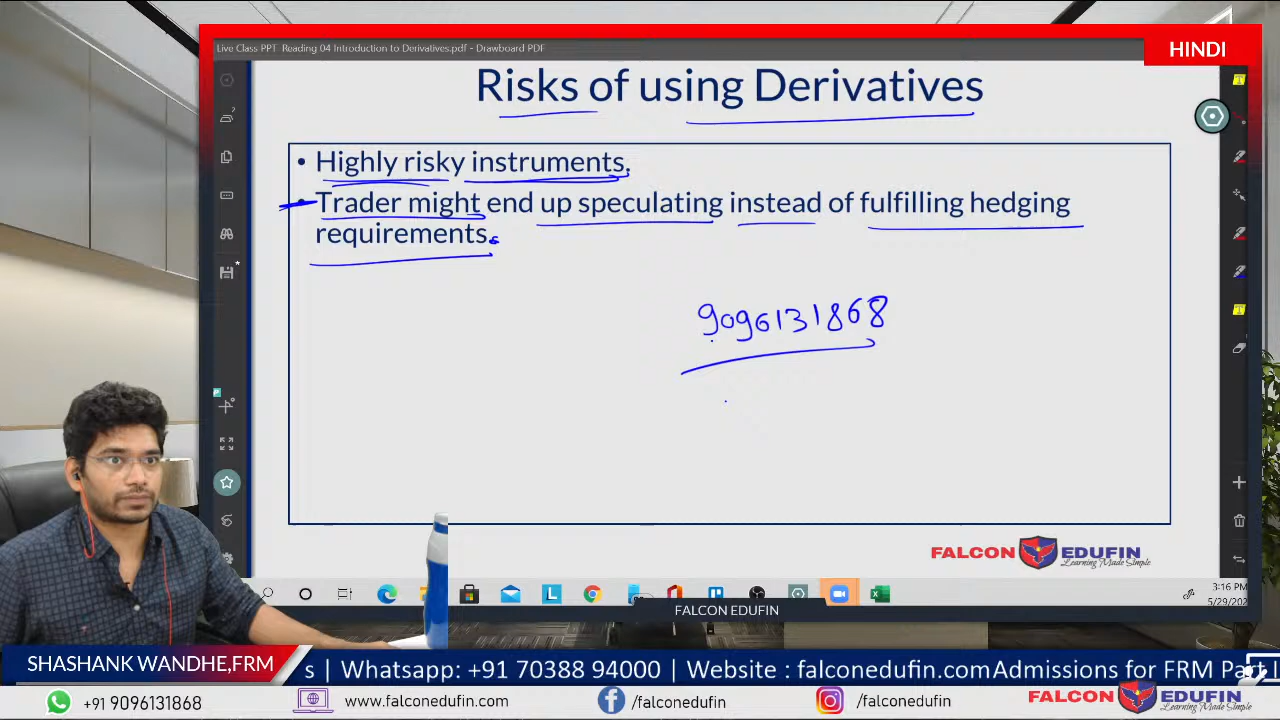 Live Class PPT Reading 04 Introduction to Derivatives.pdf - Drawboard PDF
HINDI
Risks of using Derivatives
• Highly risky instruments.
• Trader might end up speculating instead of fulfilling hedging
requirements.
9096131868
FALCON EDUFIN
Learning Made Simple
3:16 PM
5/29/202
FALCON EDUFIN
SHASHANK WANDHE,FRM
s | Whatsapp: +91 70388 94000 | Website : falconedufin.comAdmissions for FRM Part I
+91 9096131868
www.falconedufin.com
/falconedufin
/falconedufin
FALCON EDUFIN
Learning Made Simple